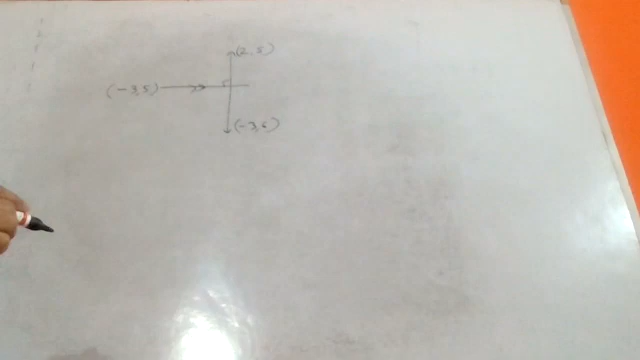 (2, 5)
(-3, 5)
(-3, 6)